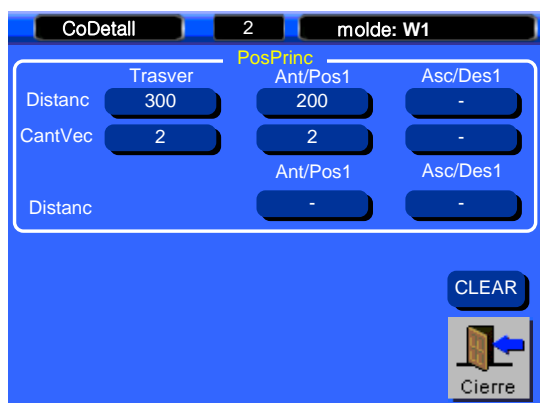 CoDetall 2 molde: W1
PosPrinc
Trasver Ant/Pos1 Asc/Des1
Distanc 300 200 -
CantVec 2 2 -
Ant/Pos1 Asc/Des1
Distanc - -
CLEAR
Cierre